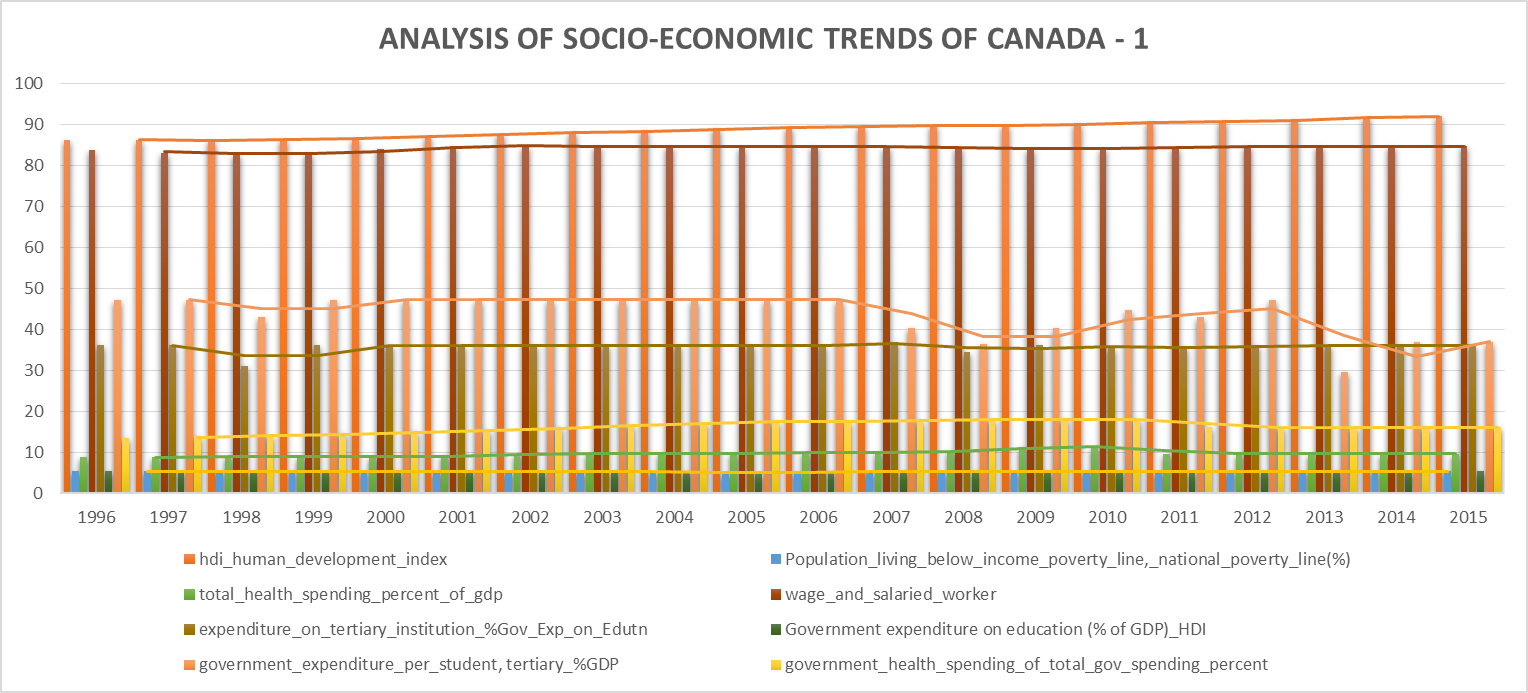 ANALYSIS OF SOCIO-ECONOMIC TRENDS OF CANADA - 1
100
90
80
70
60
50
40
30
20
10
0
1996 1997 1998 1999 2000 2001 2002 2003 2004 2005 2006 2007 2008 2009 2010 2011 2012 2013 2014 2015
hdi_human_development_index Population_living_below_income_poverty_line,_national_poverty_line(%)
total_health_spending_percent_of_gdp wage_and_salaried_worker
expenditure_on_tertiary_institution_%Gov_Exp_on_Edutn Government expenditure on education (% of GDP)_HDI
government_expenditure_per_student, tertiary_%GDP government_health_spending_of_total_gov_spending_percent